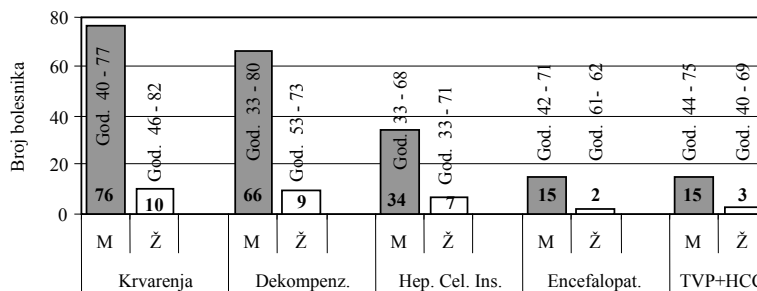 80
60
40
20
0
Broj bolesnika
God. 40 - 77
God. 46 - 82
God. 33 - 80
God. 53 - 73
God. 33 - 68
God. 33 - 71
God. 42 - 71
God. 61- 62
God. 44 - 75
God. 40 - 69
76 10 66 9 34 7 15 2 15 3
M Ž M Ž M Ž M Ž M Ž
Krvarenja Dekompenz. Hep. Cel. Ins. Encefalopat. TVP+HCC